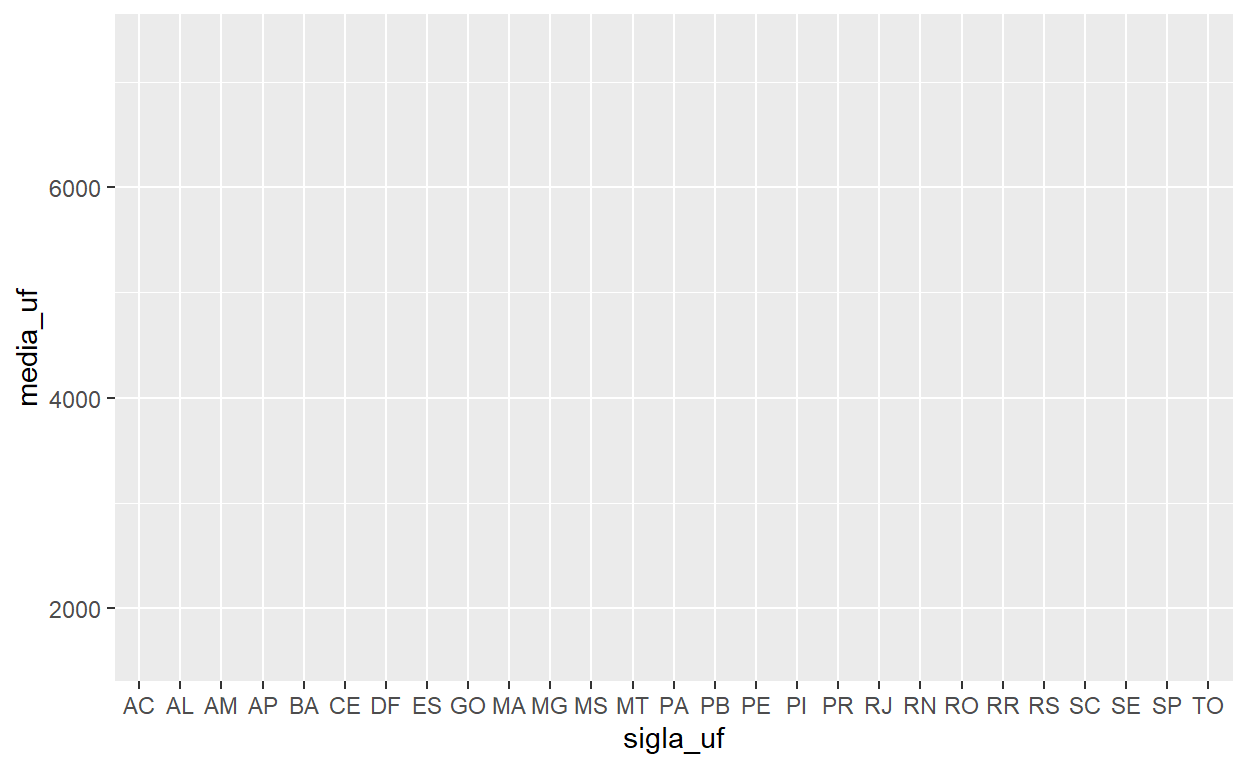 media_uf
6000
4000
2000
AC AL AM AP BA CE DF ES GO MA MG MS MT PA PB PE PI PR RJ RN RO RR RS SC SE SP TO
sigla_uf